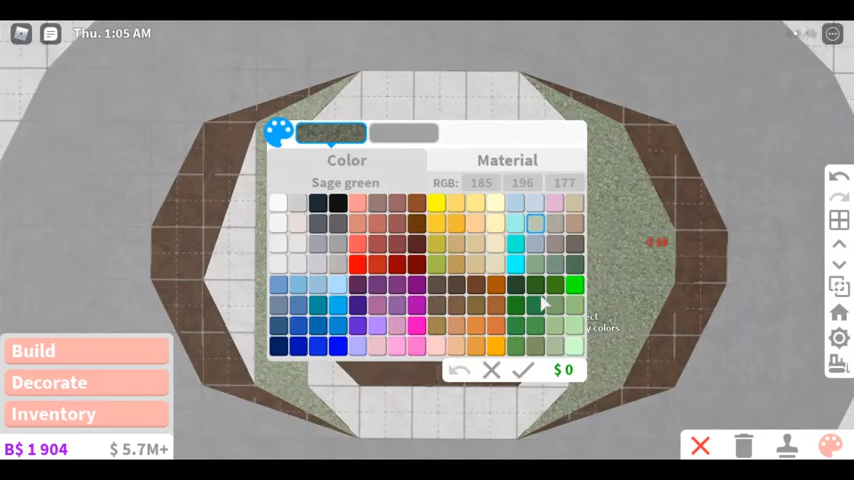 Thu. 1:05 AM
Color
Material
Sage green
RGB: 185 196 177
colors
Build
Decorate
Inventory
B$ 1 904
$ 5.7M+
$ 0